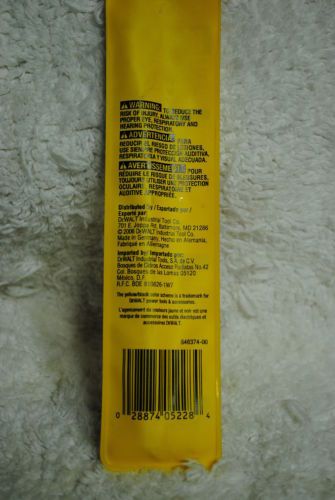 WARNING: TO REDUCE THE
RISK OF INJURY, ALWAYS USE
PROPER EYE, RESPIRATORY AND
HEARING PROTECTION.
ADVERTENCIA: PARA
REDUCIR EL RIESGO DE LESIONES,
USE SIEMPRE PROTECCIÓN AUDITIVA,
RESPIRATORIA Y VISUAL ADECUADA.
AVERTISSEMENT: POUR
RÉDUIRE LE RISQUE DE BLESSURES,
TOUJOURS UTILISER UNE PROTECTION
OCULAIRE, RESPIRATOIRE ET
AUDITIVE APPROPRIÉE.
Distributed by / Exportado por /
Exporté par :
DEWALT Industrial Tool Co.
701 E. Joppa Rd, Baltimore, MD 21286
© 2006 DEWALT Industrial Tool Co.
Made in Germany, Hecho en Alemania,
Fabriqué en Allemagne
Imported by: Importado por:
DEWALT Industrial Tools, S.A. de C.V.
Bosques de Cidros Acceso Radiatas No.42
Col. Bosques de las Lomas 05120
México, D.F.
R.F.C. BDE 810626-1W7
The yellow/black color scheme is a trademark for
DEWALT power tools & accessories.
L'agencement de couleurs jaune et noir est une
marque de commerce des outils électriques et
accessoires DEWALT.
646374-00
0 28874 05228 4